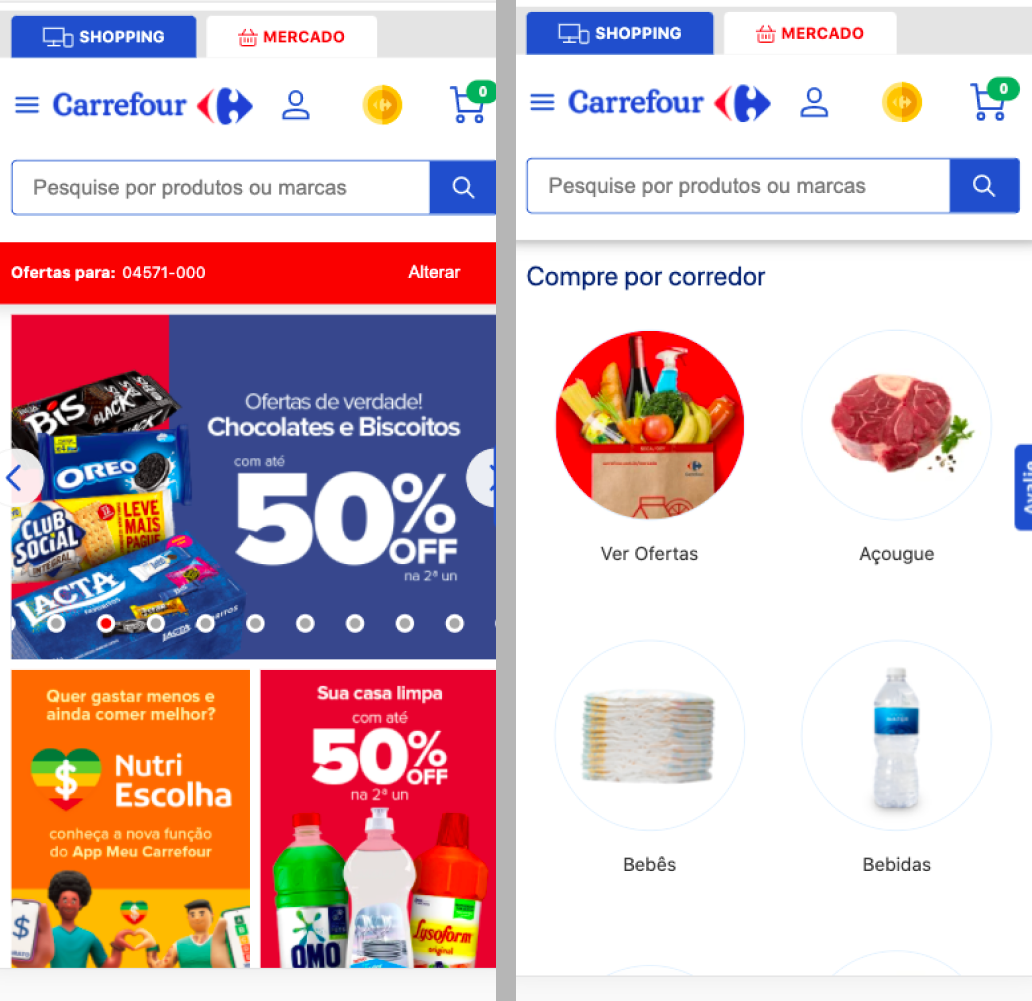 SHOPPING
MERCADO
Carrefour
0
Pesquise por produtos ou marcas
Ofertas para: 04571-000
Alterar
Ofertas de verdade!
Chocolates e Biscoitos
com até
50%
OFF
na 2ª un
BIS
BLACK
OREO
CLUB
SOCIAL
INTEGRAL
LEVE
MAIS
PAGUE
LACTA
LACTA
Quer gastar menos e
ainda comer melhor?
$
Nutri
Escolha
conheça a nova função
do App Meu Carrefour
$
Sua casa limpa
com até
50%
OFF
na 2ª un
OMO
Lysoform
original
SHOPPING
MERCADO
Carrefour
0
Pesquise por produtos ou marcas
Compre por corredor
Ver Ofertas
Açougue
WATER
Bebês
Bebidas